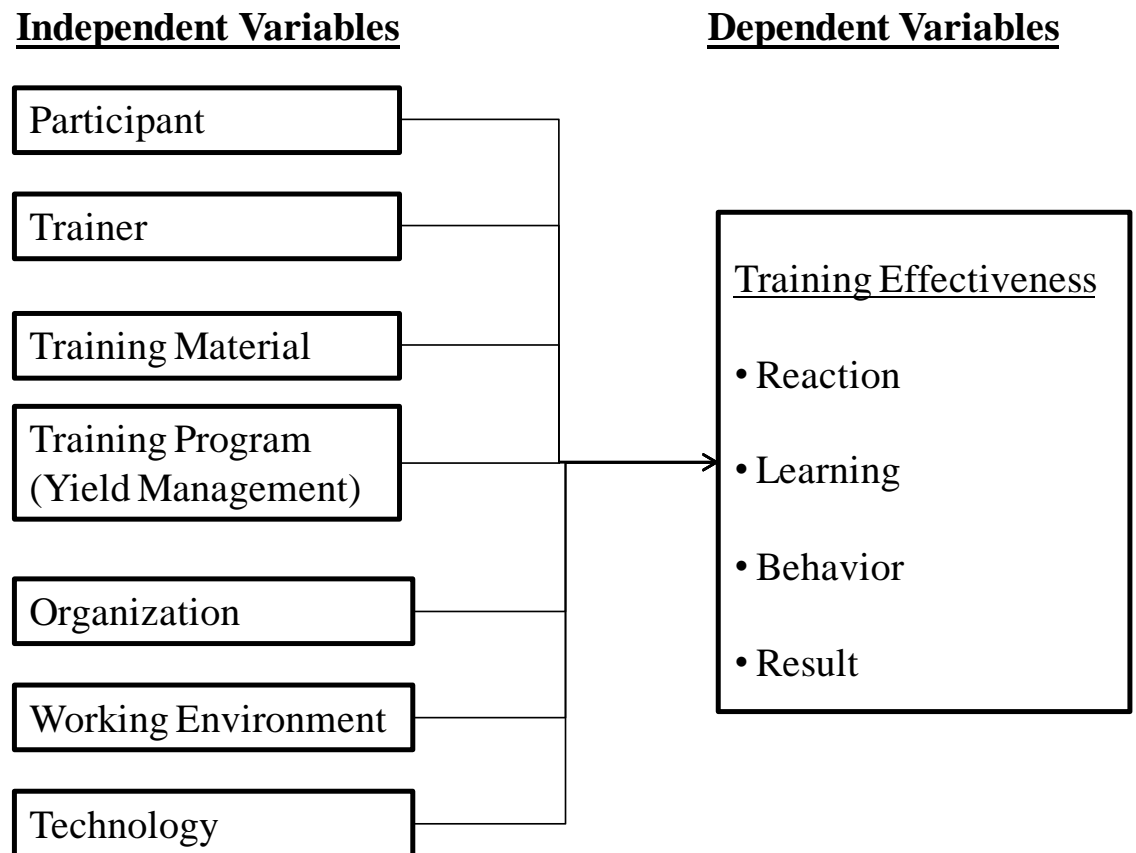 Independent Variables
Dependent Variables
Participant
Trainer
Training Material
Training Program
(Yield Management)
Organization
Working Environment
Technology
Training Effectiveness
• Reaction
• Learning
• Behavior
• Result